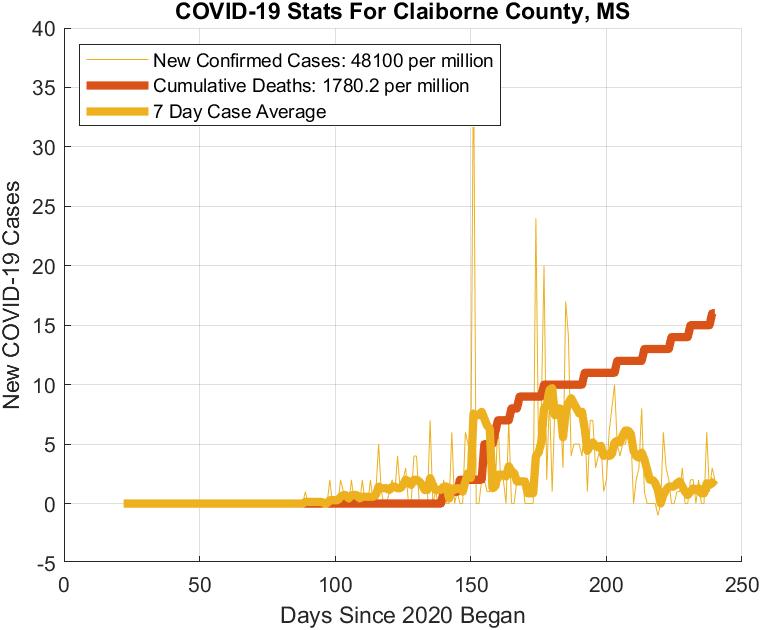 COVID-19 Stats For Claiborne County, MS
New Confirmed Cases: 48100 per million
Cumulative Deaths: 1780.2 per million
7 Day Case Average
New COVID-19 Cases
40
35
30
25
20
15
10
5
0
-5
0 50 100 150 200 250
Days Since 2020 Began